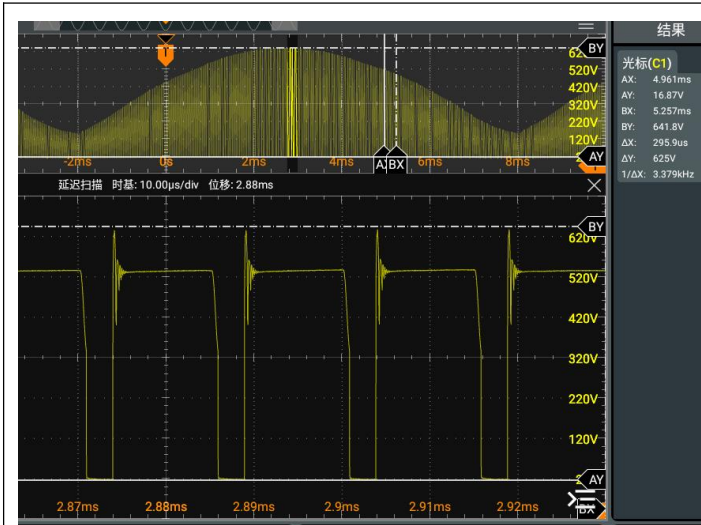 结果
光标(C1)
AX: 4.961ms
AY: 16.87V
BX: 5.257ms
BY: 641.8V
ΔX: 295.9us
ΔY: 625V
1/ΔX: 3.379kHz
T
BY
520V
420V
320V
220V
120V
AY
-2ms 0s 2ms 4ms 6ms 8ms
BX
延迟扫描 时基: 10.00μs/div 位移: 2.88ms
BY
620V
520V
420V
320V
220V
120V
AY
2.87ms 2.88ms 2.89ms 2.9ms 2.91ms 2.92ms
BX